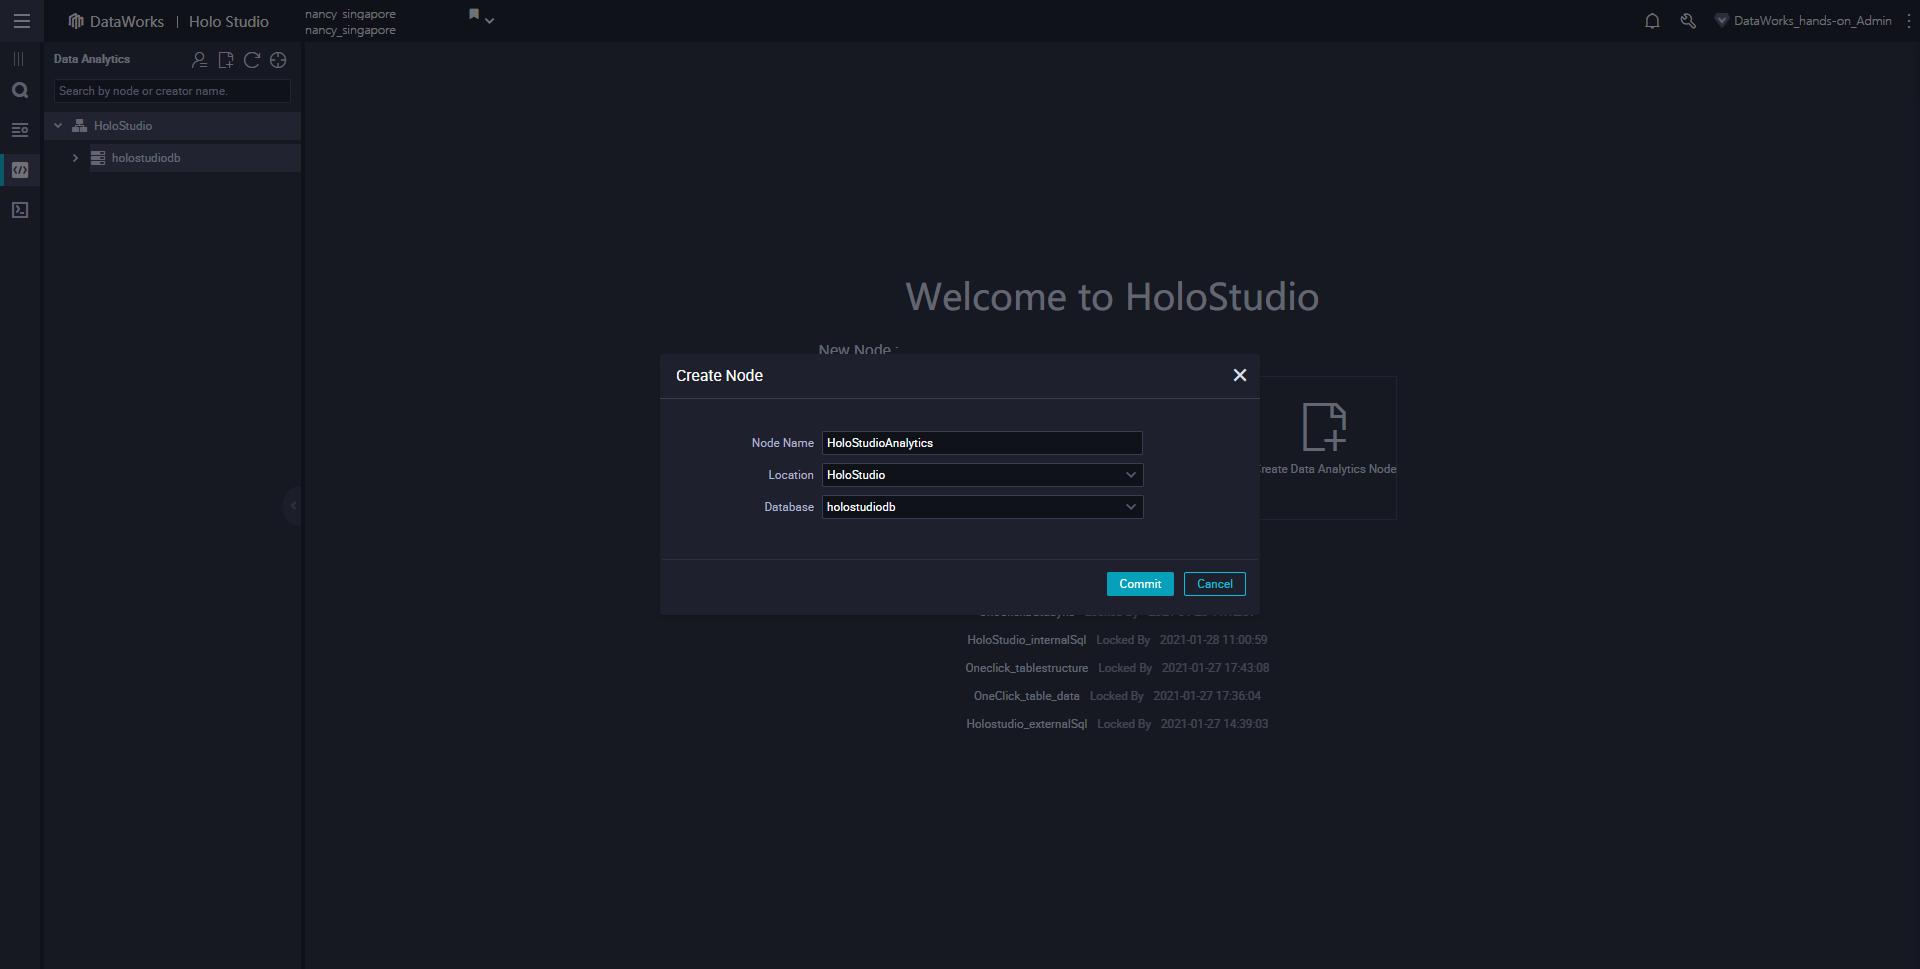 DataWorks | Holo Studio
nancy_singapore
nancy_singapore
DataWorks_hands-on_Admin
Data Analytics
Search by node or creator name.
HoloStudio
holostudiodb
Welcome to HoloStudio
New Node :
Create Node
Node Name HoloStudioAnalytics
Location HoloStudio
Database holostudiodb
Create Data Analytics Node
Commit Cancel
HoloStudio_internalSql Locked By 2021-01-28 11:00:59
Oneclick_tablestructure Locked By 2021-01-27 17:43:08
OneClick_table_data Locked By 2021-01-27 17:36:04
Holostudio_externalSql Locked By 2021-01-27 14:39:03